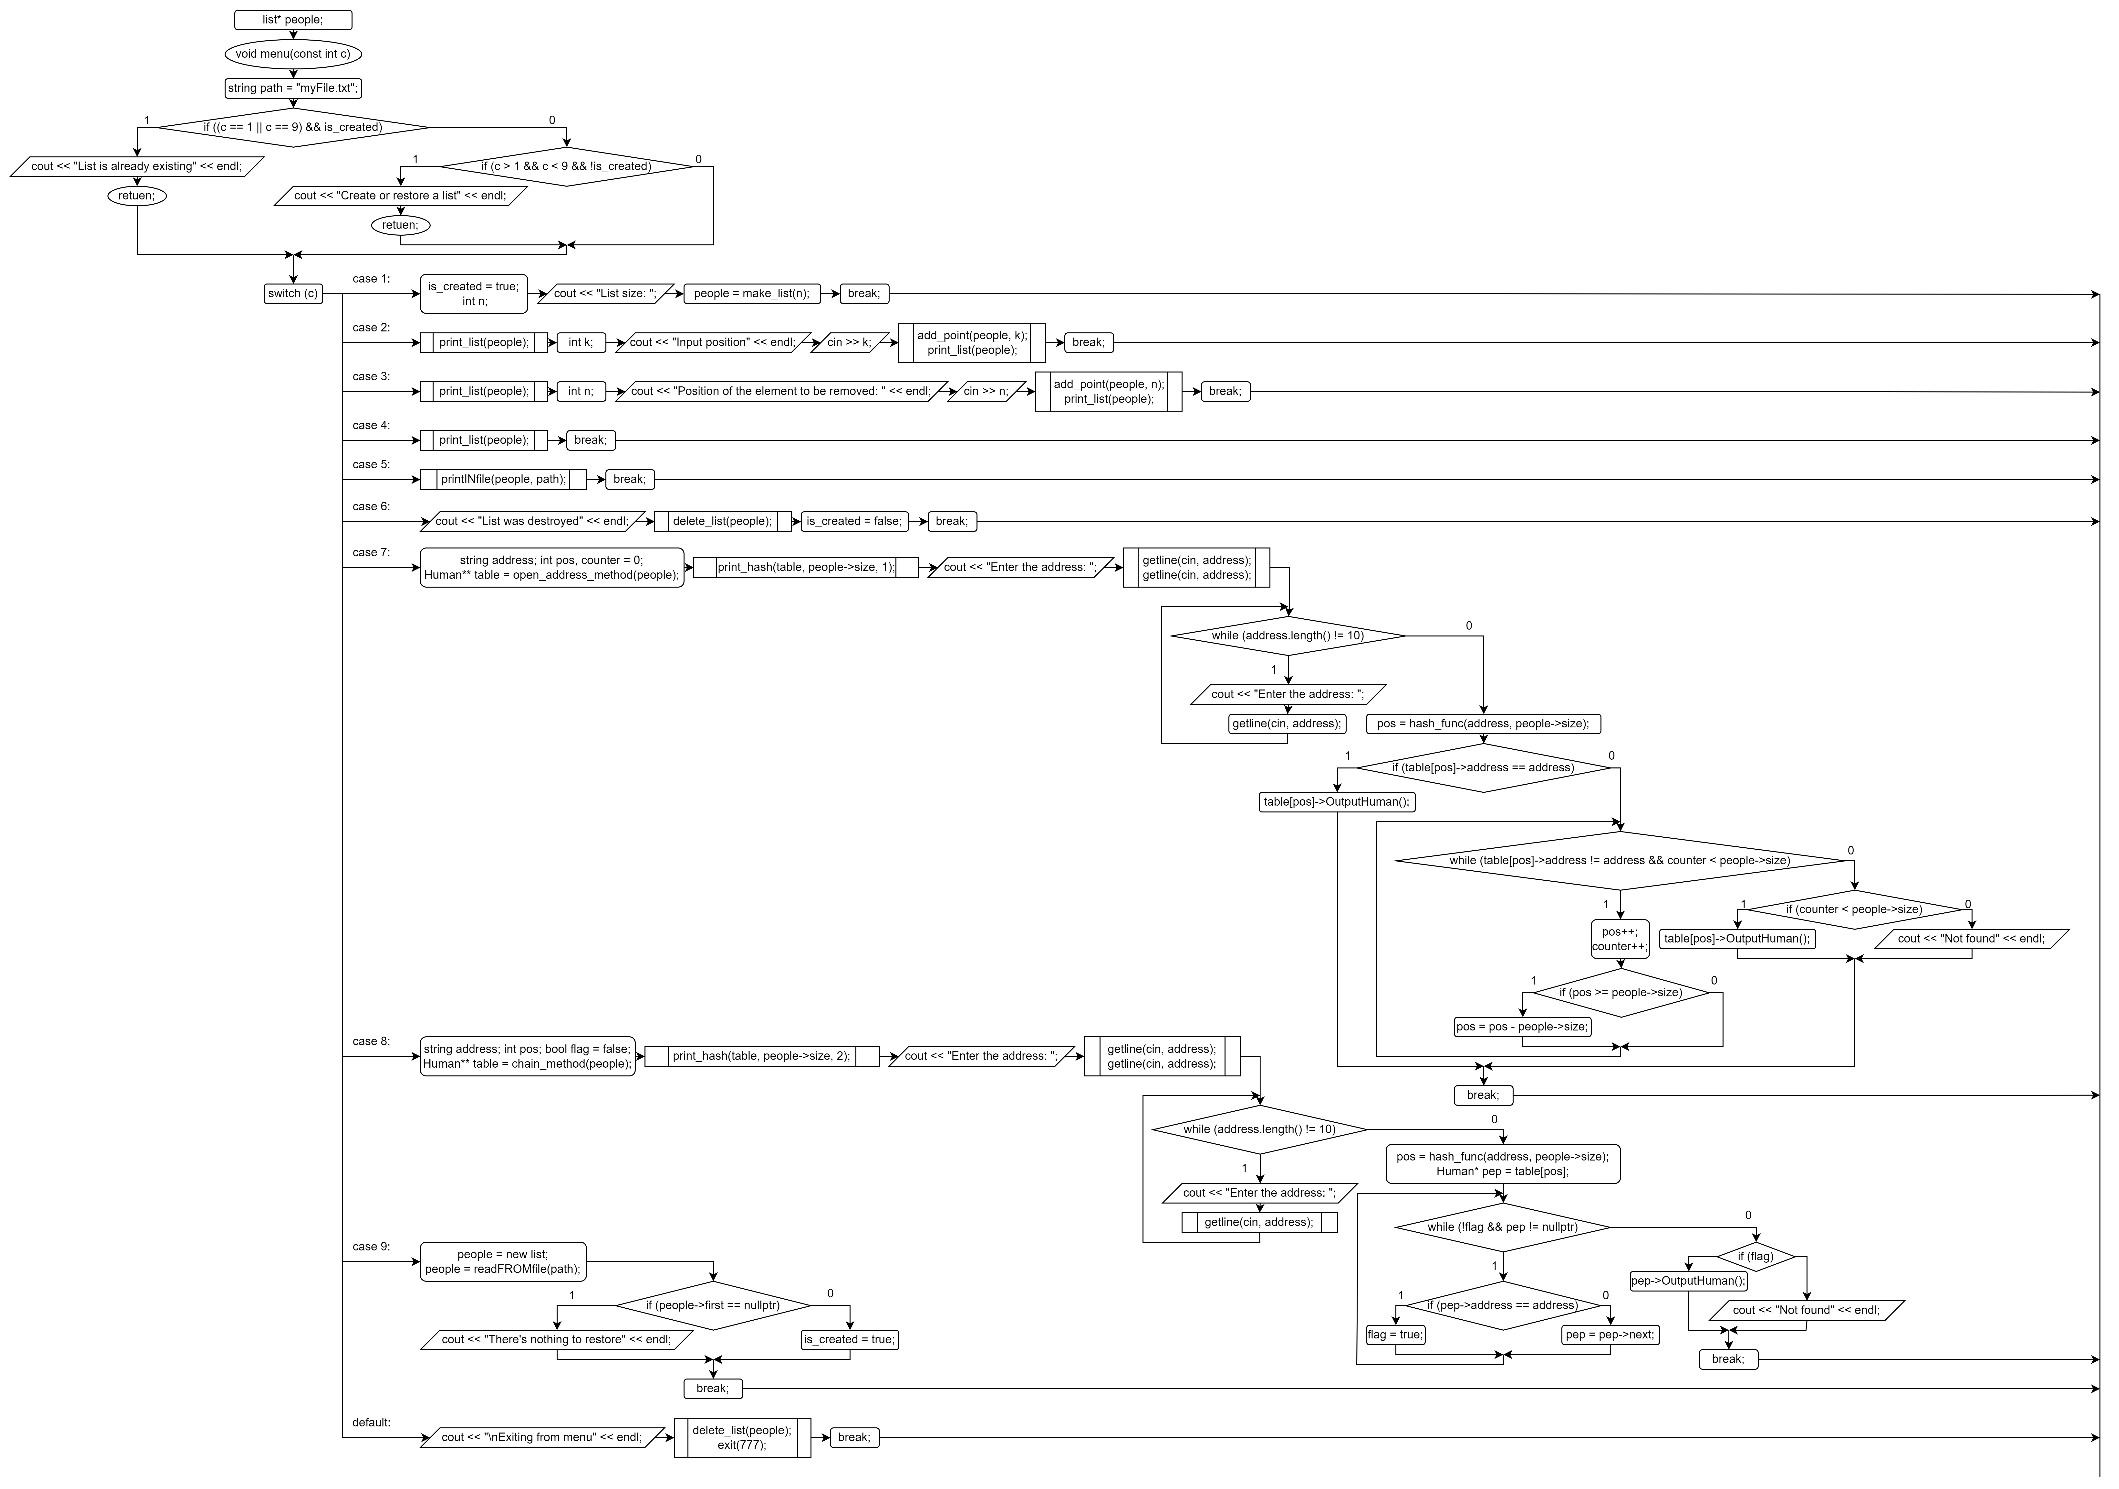 list* people;
void menu(const int c)
string path = "myFile.txt";
if ((c == 1 || c == 9) && is_created)
1
0
cout << "List is already existing" << endl;
retuen;
if (c > 1 && c < 9 && !is_created)
1
0
cout << "Create or restore a list" << endl;
retuen;
switch (c)
case 1:
is_created = true;
int n;
cout << "List size: ";
people = make_list(n);
break;
case 2:
print_list(people);
int k;
cout << "Input position" << endl;
cin >> k;
add_point(people, k);
print_list(people);
break;
case 3:
print_list(people);
int n;
cout << "Position of the element to be removed: " << endl;
cin >> n;
add_point(people, n);
print_list(people);
break;
case 4:
print_list(people);
break;
case 5:
printINfile(people, path);
break;
case 6:
cout << "List was destroyed" << endl;
delete_list(people);
is_created = false;
break;
case 7:
string address; int pos, counter = 0;
Human** table = open_address_method(people);
print_hash(table, people->size, 1);
cout << "Enter the address: ";
getline(cin, address);
getline(cin, address);
while (address.length() != 10)
0
1
cout << "Enter the address: ";
getline(cin, address);
pos = hash_func(address, people->size);
if (table[pos]->address == address)
1
0
table[pos]->OutputHuman();
while (table[pos]->address != address && counter < people->size)
0
1
pos++;
counter++;
if (pos >= people->size)
1
0
pos = pos - people->size;
if (counter < people->size)
1
0
table[pos]->OutputHuman();
cout << "Not found" << endl;
break;
case 8:
string address; int pos; bool flag = false;
Human** table = chain_method(people);
print_hash(table, people->size, 2);
cout << "Enter the address: ";
getline(cin, address);
getline(cin, address);
while (address.length() != 10)
0
1
cout << "Enter the address: ";
getline(cin, address);
pos = hash_func(address, people->size);
Human* pep = table[pos];
while (!flag && pep != nullptr)
0
1
if (pep->address == address)
1
0
flag = true;
pep = pep->next;
if (flag)
pep->OutputHuman();
cout << "Not found" << endl;
break;
case 9:
people = new list;
people = readFROMfile(path);
if (people->first == nullptr)
1
0
cout << "There's nothing to restore" << endl;
is_created = true;
break;
default:
cout << "\nExiting from menu" << endl;
delete_list(people);
exit(777);
break;